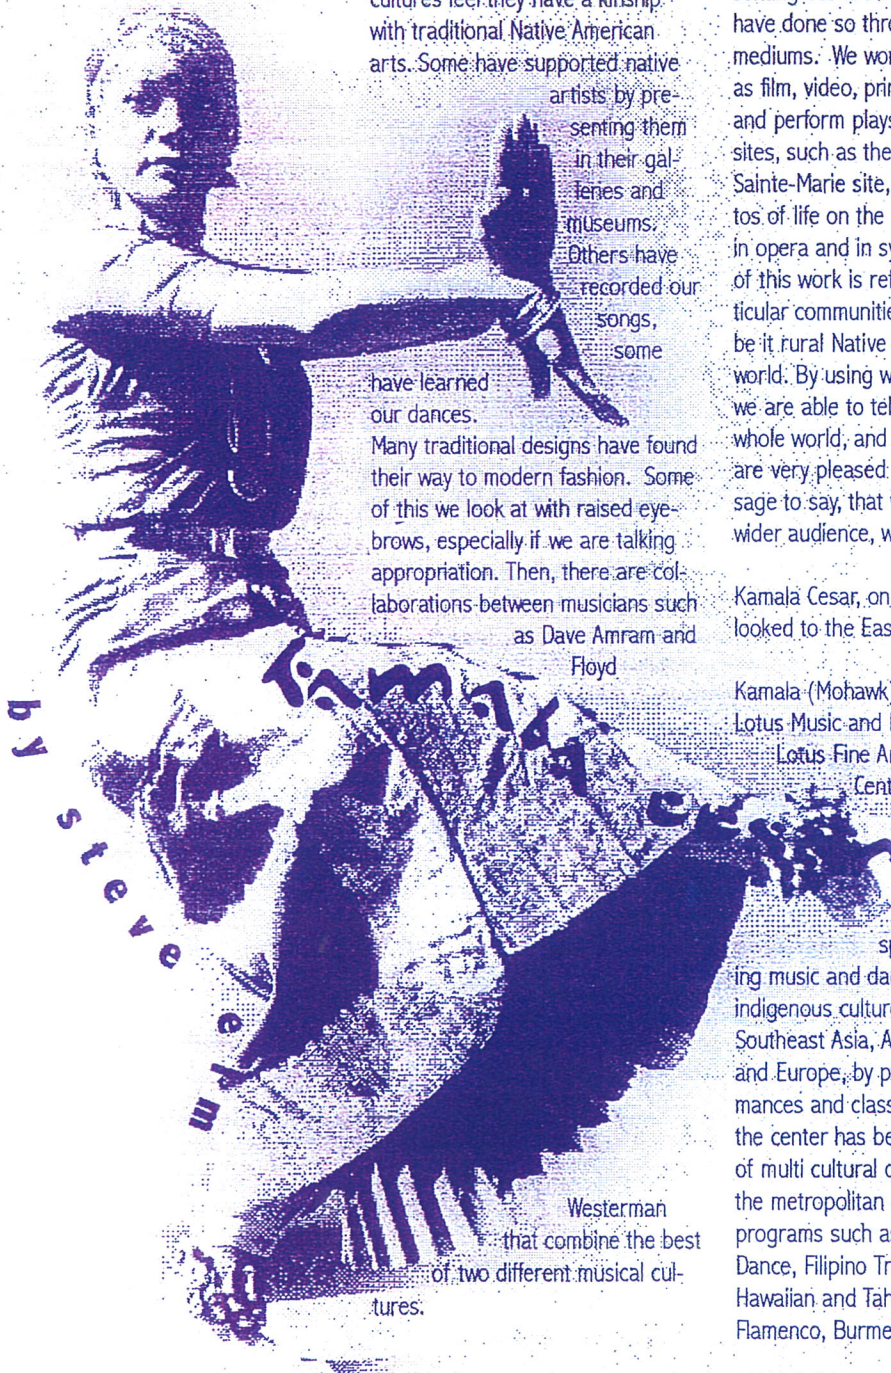 cultures feel they have a kinship
with traditional Native American
arts. Some have supported native
artists by pre-
senting them
in their gal-
leries and
museums.
Others have
recorded our
songs,
some
have learned
our dances.
Many traditional designs have found
their way to modern fashion. Some
of this we look at with raised eye-
brows, especially if we are talking
appropriation. Then, there are col-
laborations between musicians such
as Dave Amram and
Floyd
Westerman
that combine the best
of two different musical cul-
tures.
by steve elm
Kamala
have done so thr
mediums. We wor
as film, video, prin
and perform plays
sites, such as the
Sainte-Marie site,
tos of life on the
in opera and in sy
of this work is ref
ticular communitie
be it rural Native
world. By using w
we are able to tel
whole world, and
are very pleased
sage to say, that
wider audience, w
Kamala Cesar, on
looked to the Eas
Kamala (Mohawk
Lotus Music and
Lotus Fine Ar
Cent
sp
ing music and da
indigenous culture
Southeast Asia, A
and Europe, by p
mances and class
the center has be
of multi cultural c
the metropolitan
programs such as
Dance, Filipino Tr
Hawaiian and Tah
Flamenco, Burme